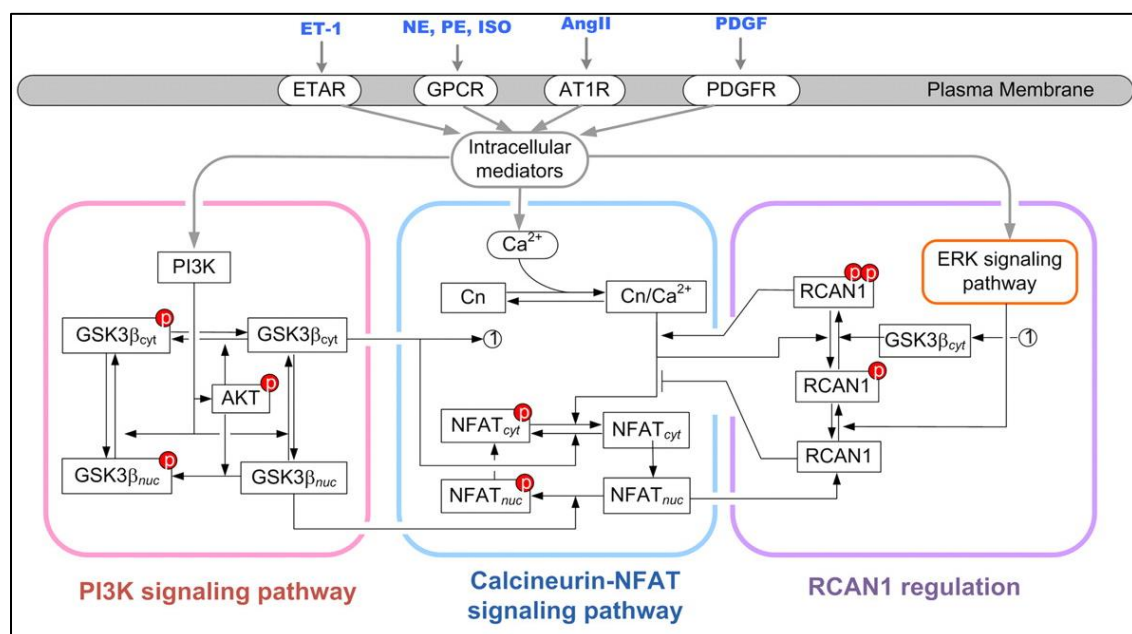 ET-1 NE, PE, ISO AngII PDGF
ETAR GPCR AT1R PDGFR Plasma Membrane
Intracellular
mediators
Ca²⁺
PI3K
Cn
Cn/Ca²⁺
p p
RCAN1
ERK signaling
pathway
p
GSK3βcyt
GSK3βcyt
①
GSK3βcyt
①
p
AKT
p
RCAN1
p
NFATcyt
NFATcyt
RCAN1
p
GSK3βnuc
GSK3βnuc
p
NFATnuc
NFATnuc
PI3K signaling pathway
Calcineurin-NFAT
signaling pathway
RCAN1 regulation